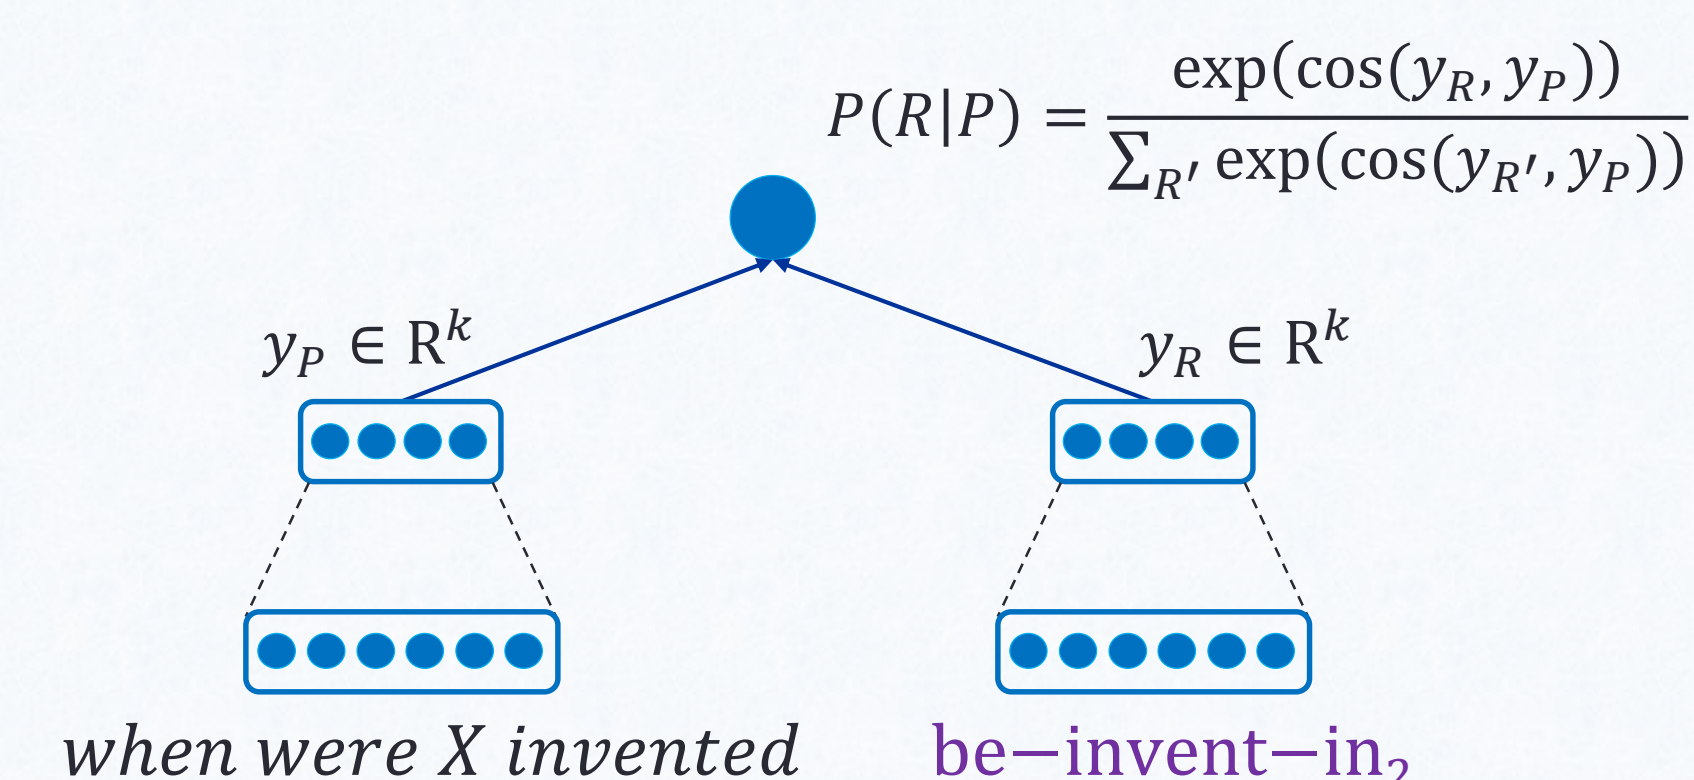 P(R|P) = exp(cos(y_R, y_P)) / ∑_R′ exp(cos(y_R′, y_P))
y_P ∈ R^k
y_R ∈ R^k
when were X invented
be−invent−in_2